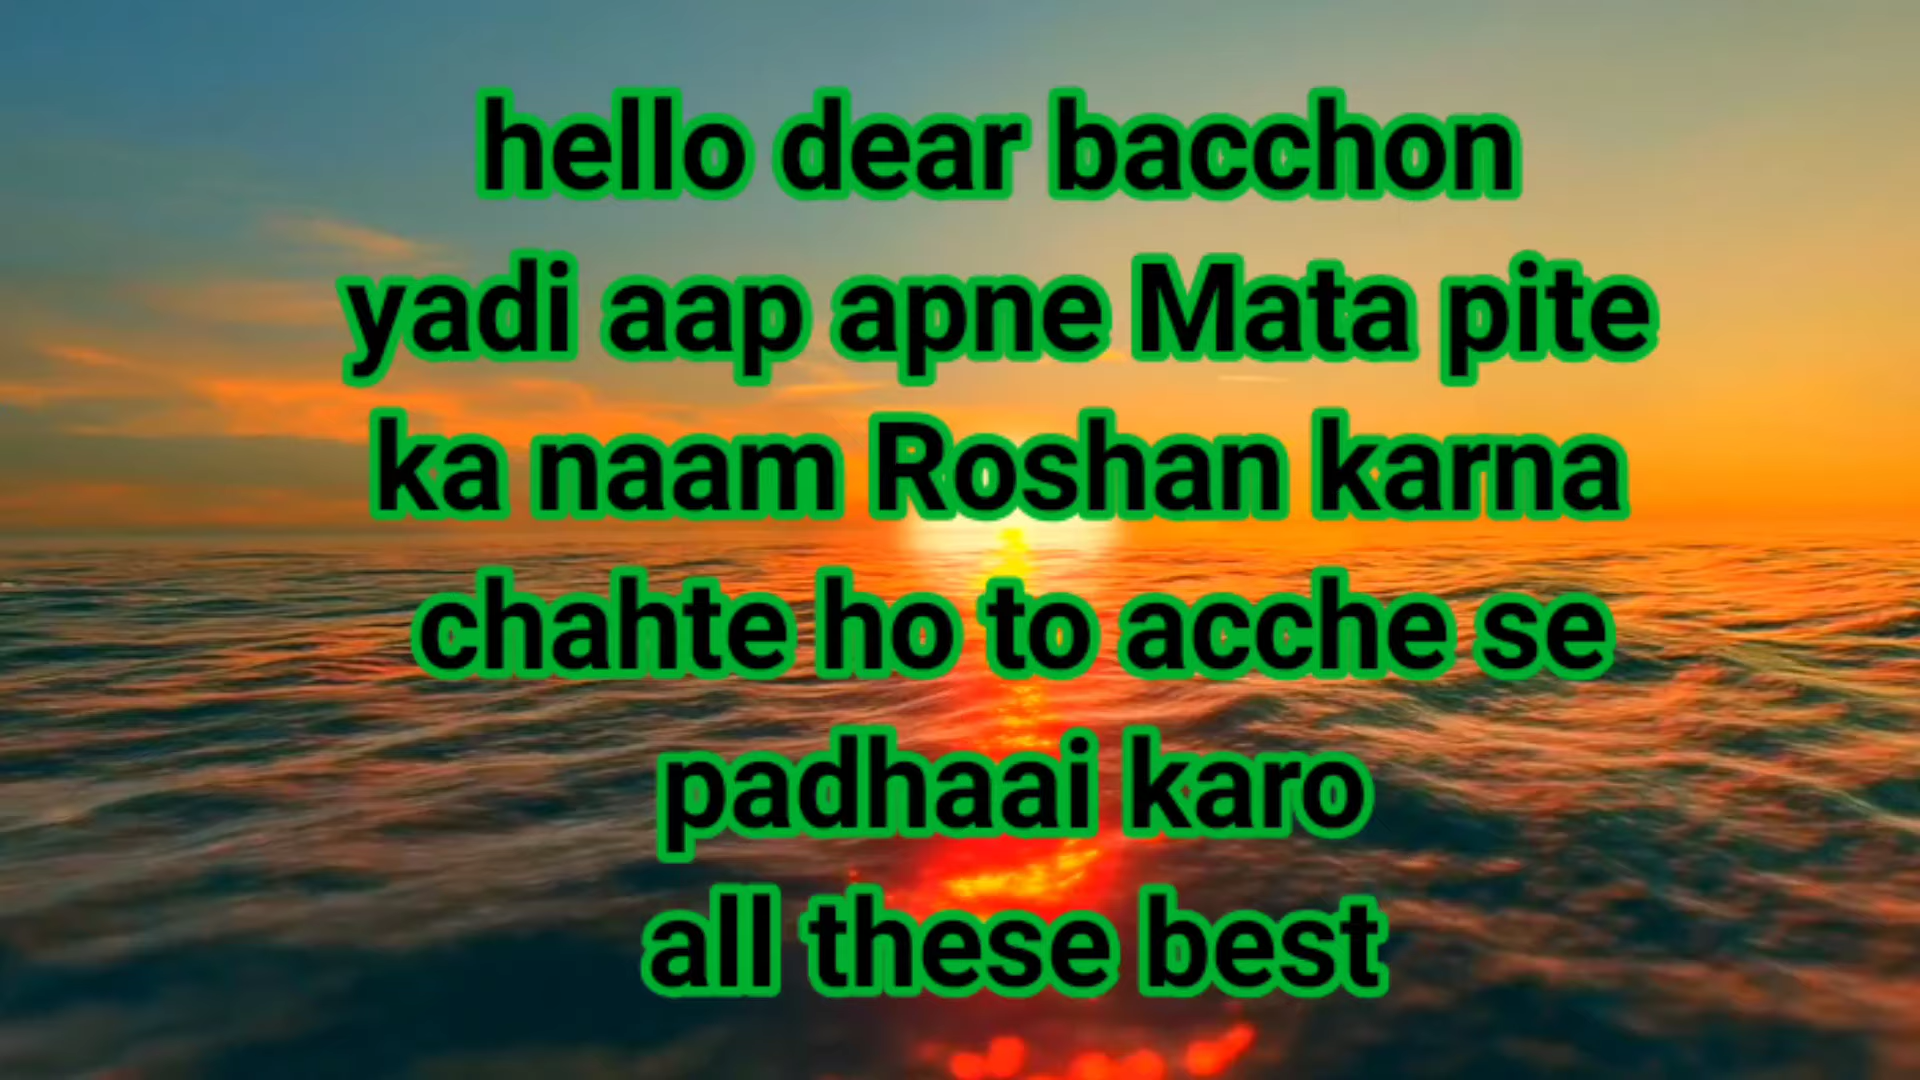 hello dear bacchon
yadi aap apne Mata pite
ka naam Roshan karna
chahte ho to acche se
padhaai karo
all these best